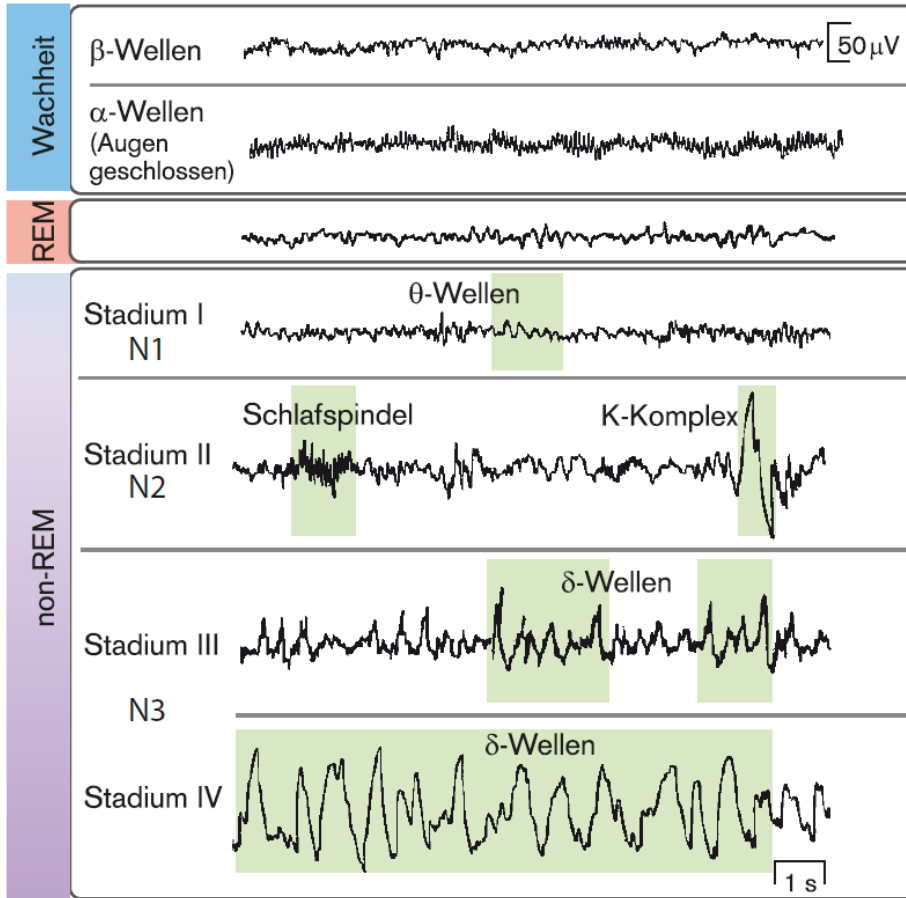 Wachheit
β-Wellen
50 µV
α-Wellen
(Augen
geschlossen)
REM
non-REM
θ-Wellen
Stadium I
N1
Schlafspindel
K-Komplex
Stadium II
N2
δ-Wellen
Stadium III
N3
δ-Wellen
Stadium IV
1 s